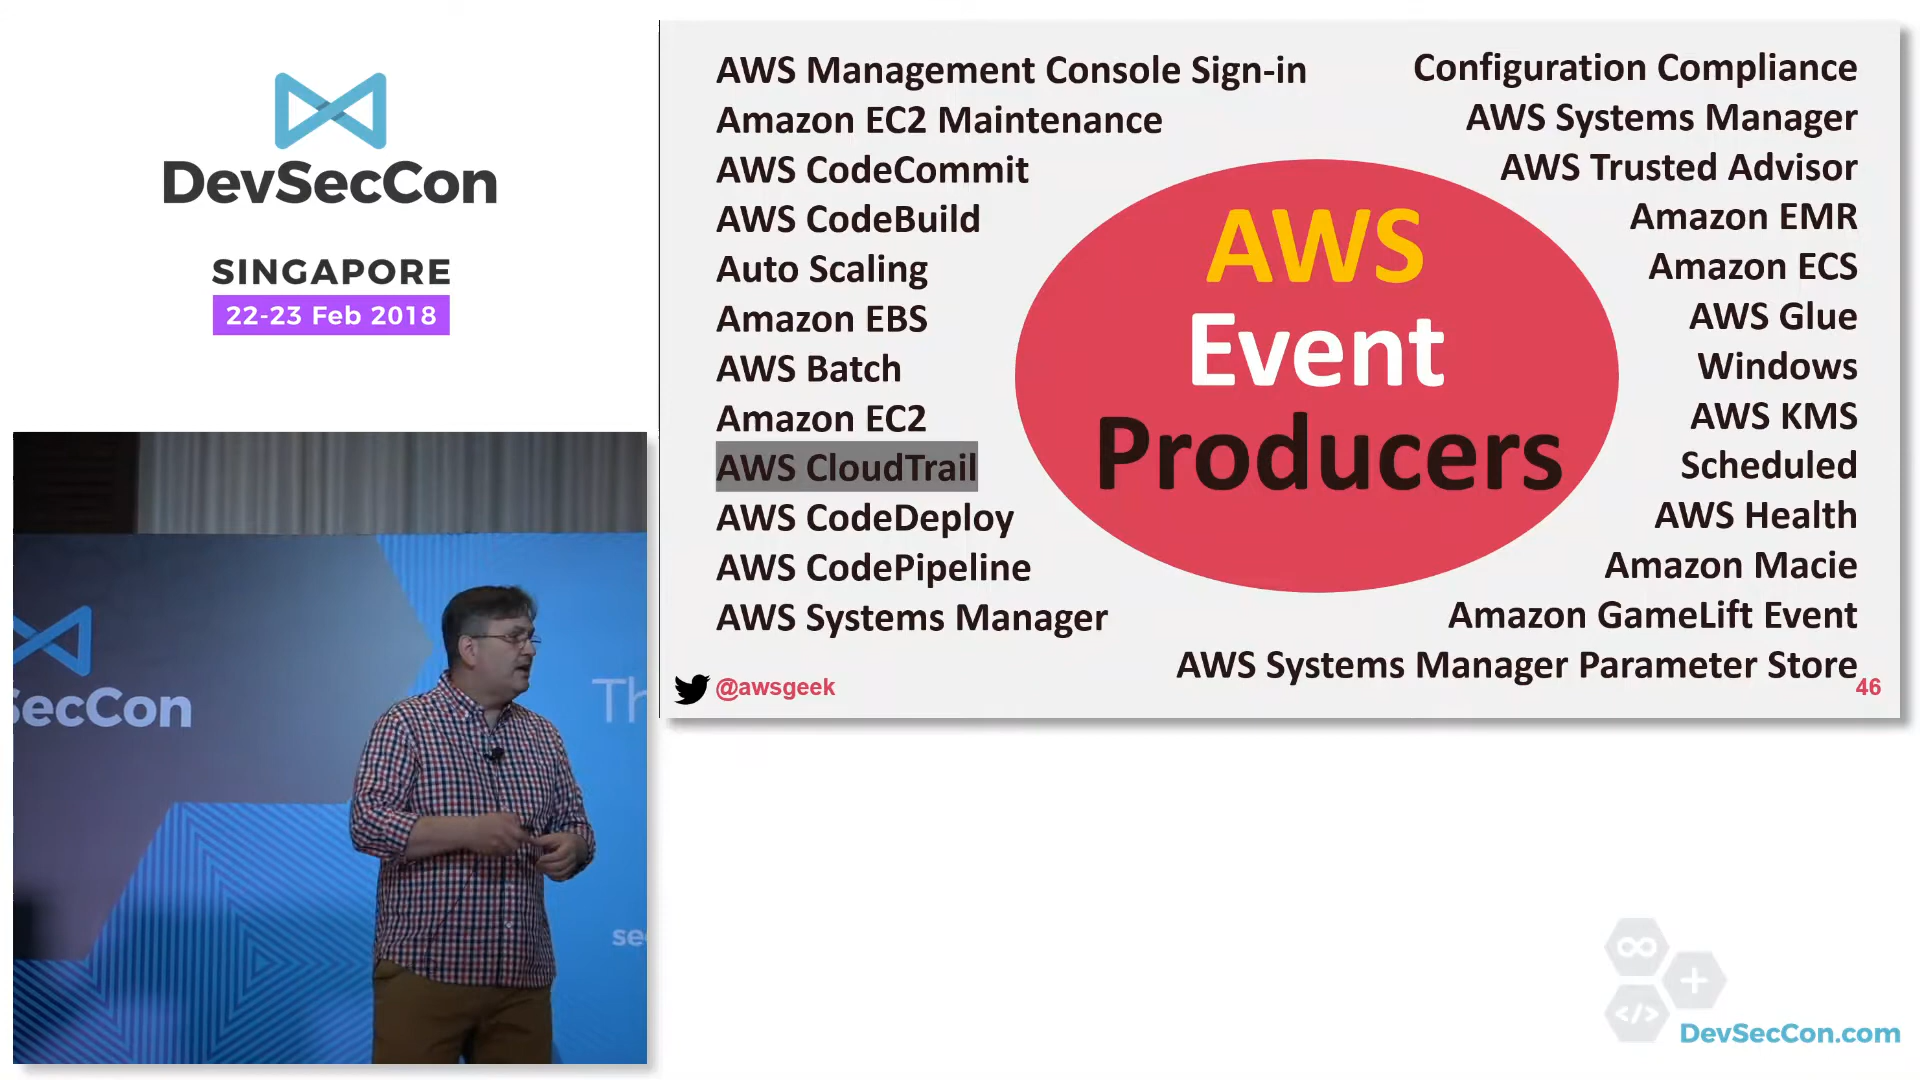 DevSecCon
SINGAPORE
22-23 Feb 2018
AWS Management Console Sign-in
Amazon EC2 Maintenance
AWS CodeCommit
AWS CodeBuild
Auto Scaling
Amazon EBS
AWS Batch
Amazon EC2
AWS CloudTrail
AWS CodeDeploy
AWS CodePipeline
AWS Systems Manager
AWS
Event
Producers
Configuration Compliance
AWS Systems Manager
AWS Trusted Advisor
Amazon EMR
Amazon ECS
AWS Glue
Windows
AWS KMS
Scheduled
AWS Health
Amazon Macie
Amazon GameLift Event
AWS Systems Manager Parameter Store
@awsgeek
46
SecCon
Th
se
DevSecCon.com